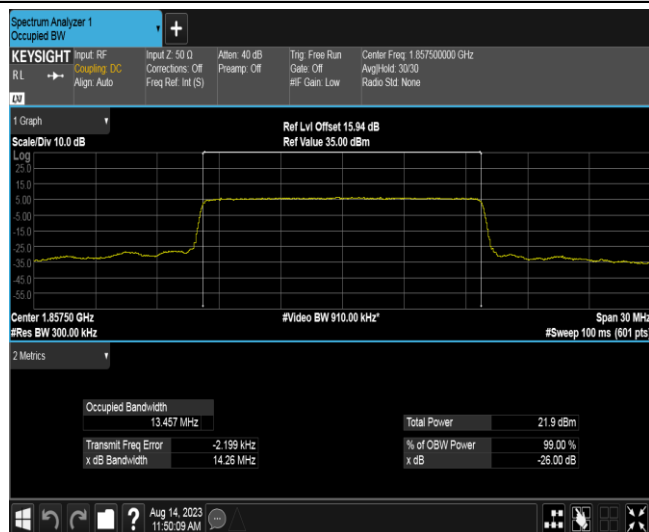 Spectrum Analyzer 1
Occupied BW
+
KEYSIGHT Input: RF Input Z: 50 Ω Atten: 40 dB Trig: Free Run Center Freq: 1.857500000 GHz
RL Coupling: DC Corrections: Off Preamp: Off Gate: Off Avg|Hold: 30/30
Align: Auto Freq Ref: Int (S) #IF Gain: Low Radio Std: None
LXI
1 Graph Ref Lvl Offset 15.94 dB
Scale/Div 10.0 dB Ref Value 35.00 dBm
Log
25.0
15.0
5.00
-5.00
-15.0
-25.0
-35.0
-45.0
-55.0
Center 1.85750 GHz #Video BW 910.00 kHz* Span 30 MHz
#Res BW 300.00 kHz #Sweep 100 ms (601 pts)
2 Metrics
Occupied Bandwidth
13.457 MHz Total Power 21.9 dBm
Transmit Freq Error -2.199 kHz % of OBW Power 99.00 %
x dB Bandwidth 14.26 MHz x dB -26.00 dB
? Aug 14, 2023
11:50:09 AM